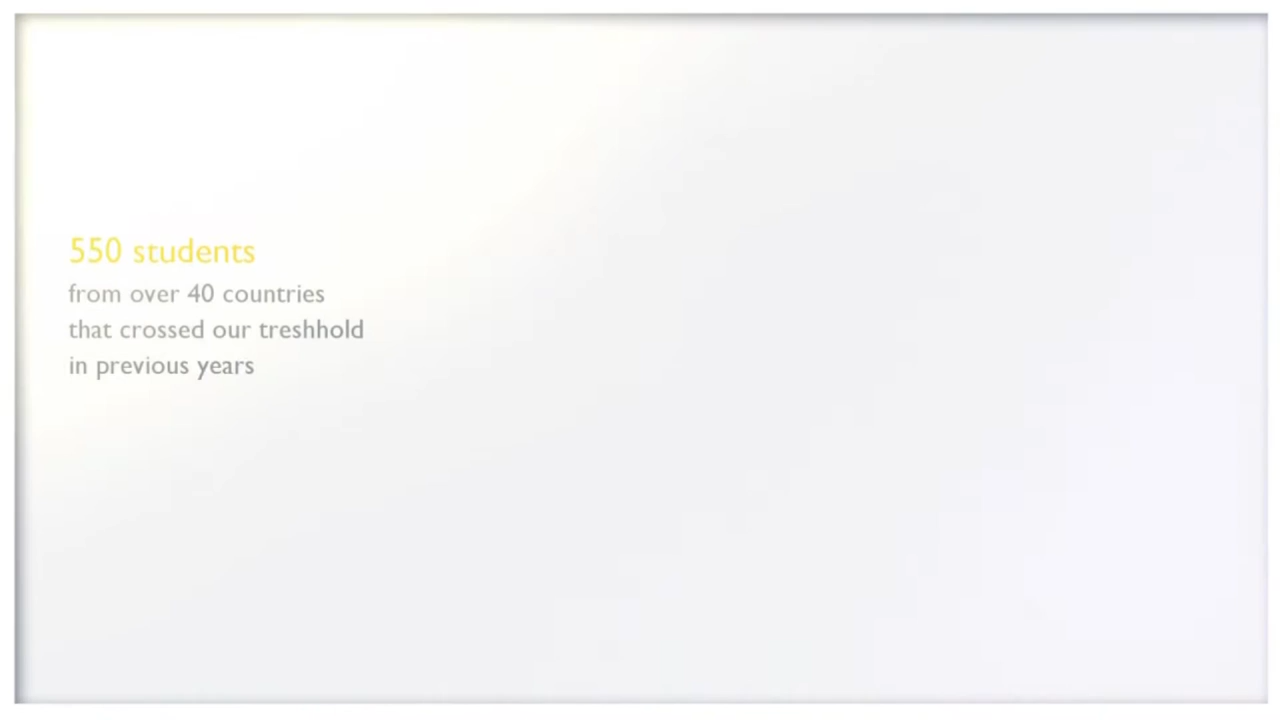 550 students
from over 40 countries
that crossed our treshhold
in previous years